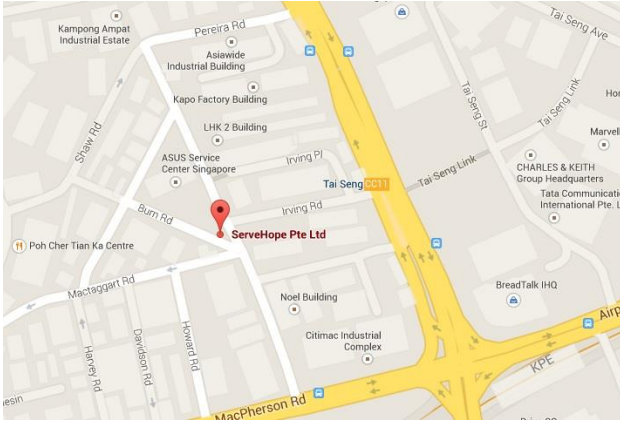 Kampong Ampat
Industrial Estate
Pereira Rd
Asiawide
Industrial Building
Tai Seng Ave
Kapo Factory Building
Tai Seng St
Tai Seng Link
Shaw Rd
LHK 2 Building
Marvell
ASUS Service
Center Singapore
Irving Pl
Tai Seng CC11
Tai Seng Link
CHARLES & KEITH
Group Headquarters
Tata Communicati
International Pte. L
Burn Rd
Irving Rd
ServeHope Pte Ltd
Poh Cher Tian Ka Centre
Mactaggart Rd
BreadTalk IHQ
Noel Building
Citimac Industrial
Complex
Airp
Harvey Rd
Davidson Rd
Howard Rd
KPE
MacPherson Rd